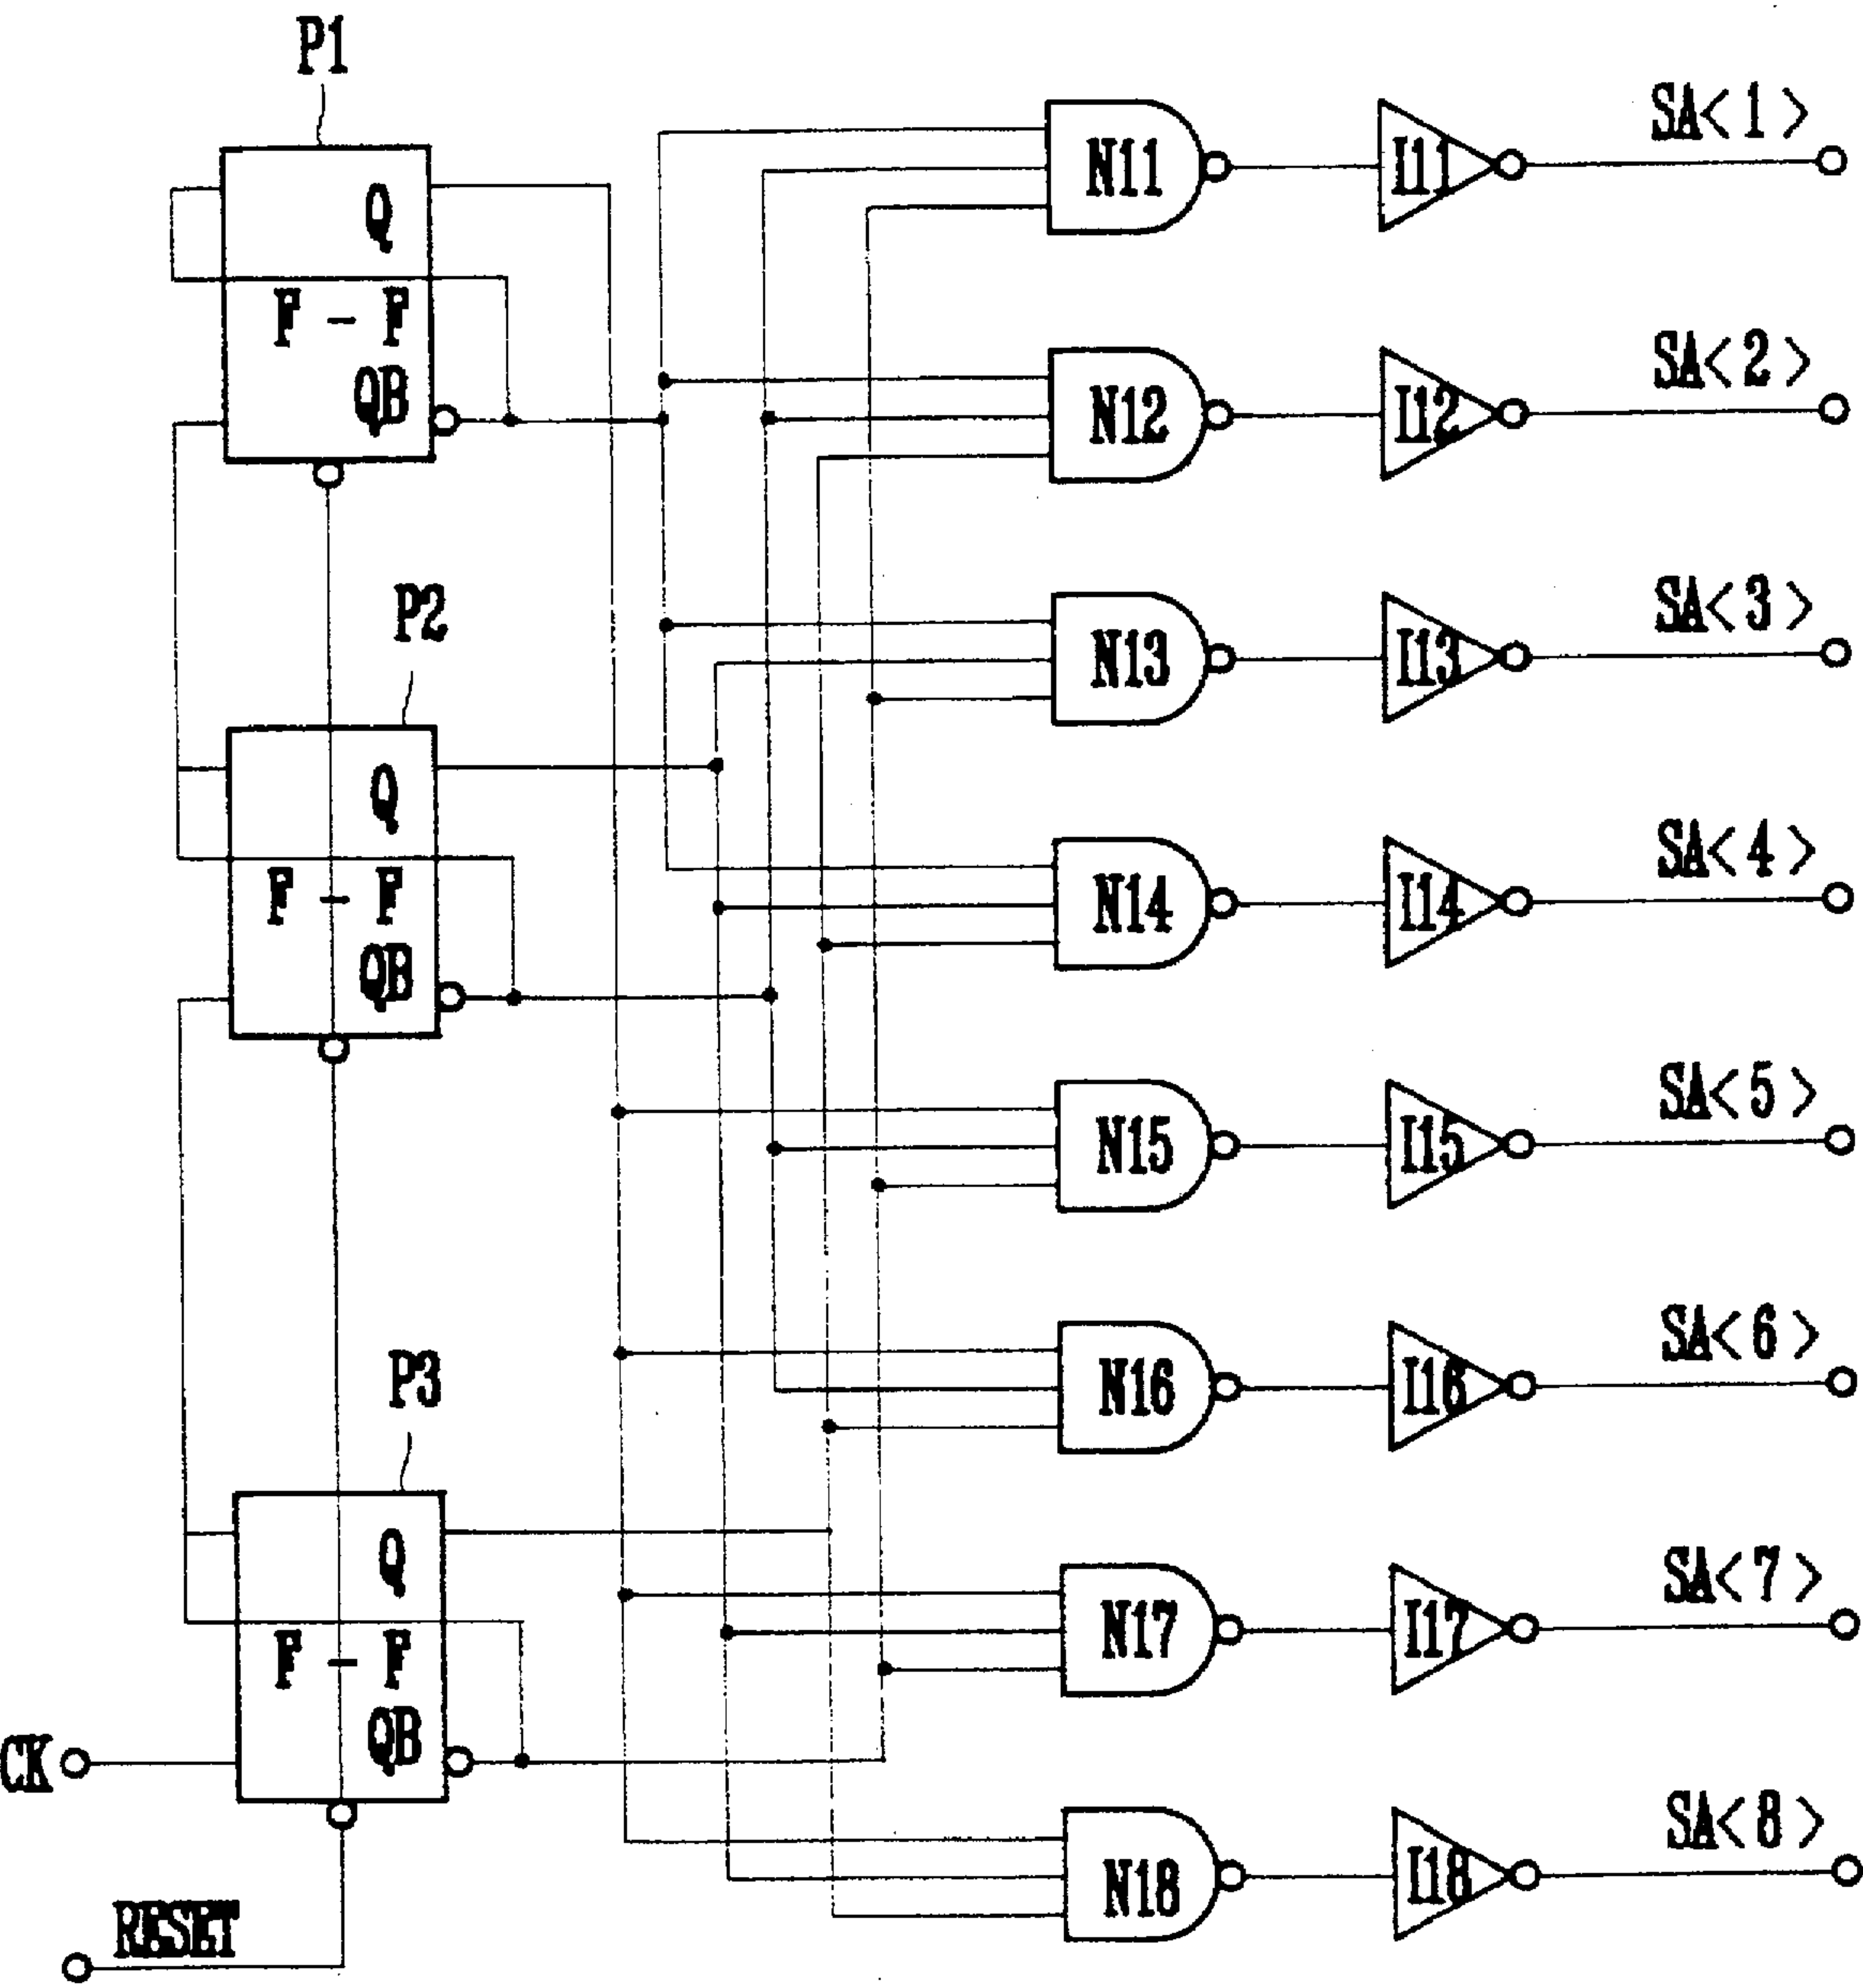 P1
Q
F - F
QB
P2
Q
F - F
QB
P3
Q
F - F
QB
CK
RESET
N11
I11
SA<1>
N12
I12
SA<2>
N13
I13
SA<3>
N14
I14
SA<4>
N15
I15
SA<5>
N16
I16
SA<6>
N17
I17
SA<7>
N18
I18
SA<8>